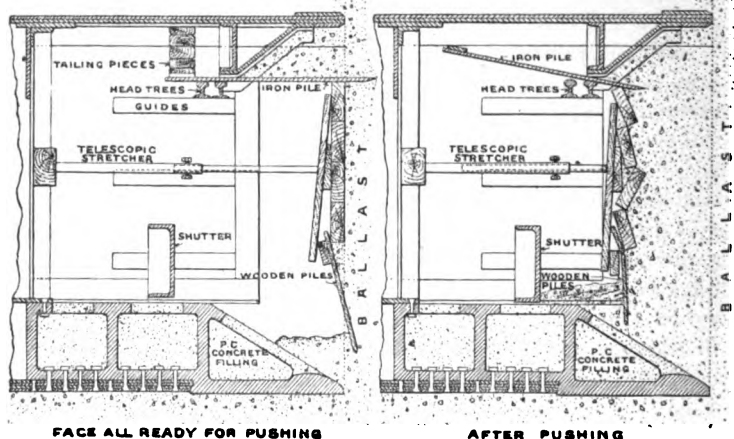 TAILING PIECES
IRON PILE
HEAD TREES
GUIDES
TELESCOPIC
STRETCHER
SHUTTER
WOODEN PILES
BALLAST
P.C.
CONCRETE
FILLING
FACE ALL READY FOR PUSHING
IRON PILE
HEAD TREES
GUIDES
TELESCOPIC
STRETCHER
SHUTTER
WOODEN
PILES
BALLAST
P.C.
CONCRETE
FILLING
AFTER PUSHING